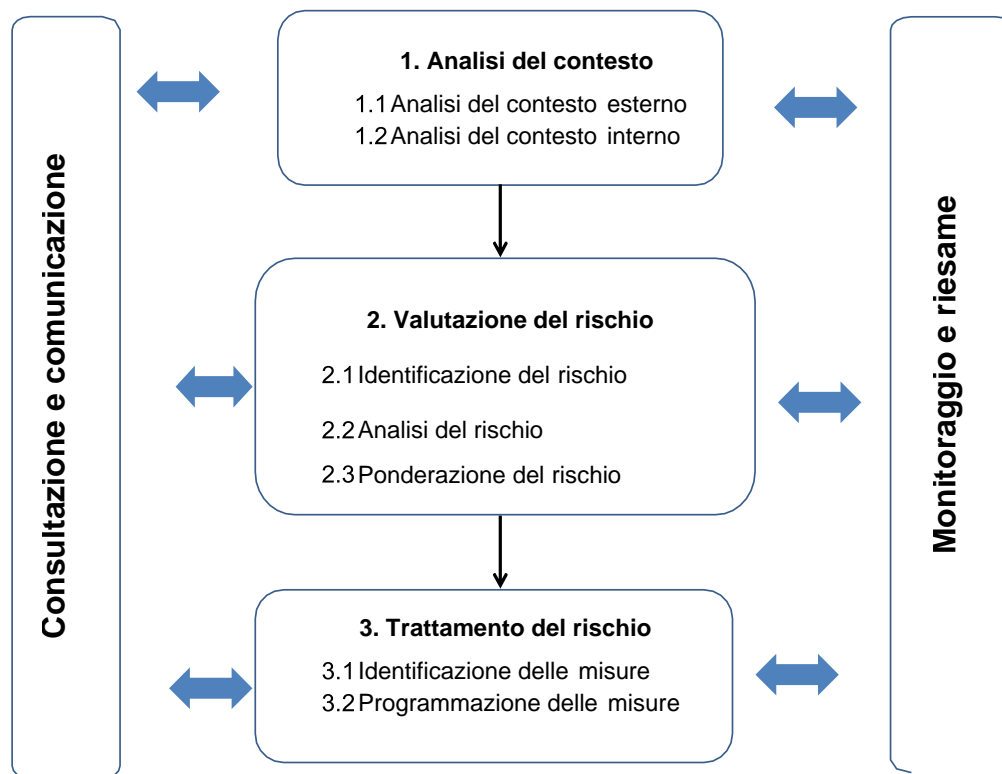 Consultazione e comunicazione
1. Analisi del contesto
1.1 Analisi del contesto esterno
1.2 Analisi del contesto interno
2. Valutazione del rischio
2.1 Identificazione del rischio
2.2 Analisi del rischio
2.3 Ponderazione del rischio
3. Trattamento del rischio
3.1 Identificazione delle misure
3.2 Programmazione delle misure
Monitoraggio e riesame